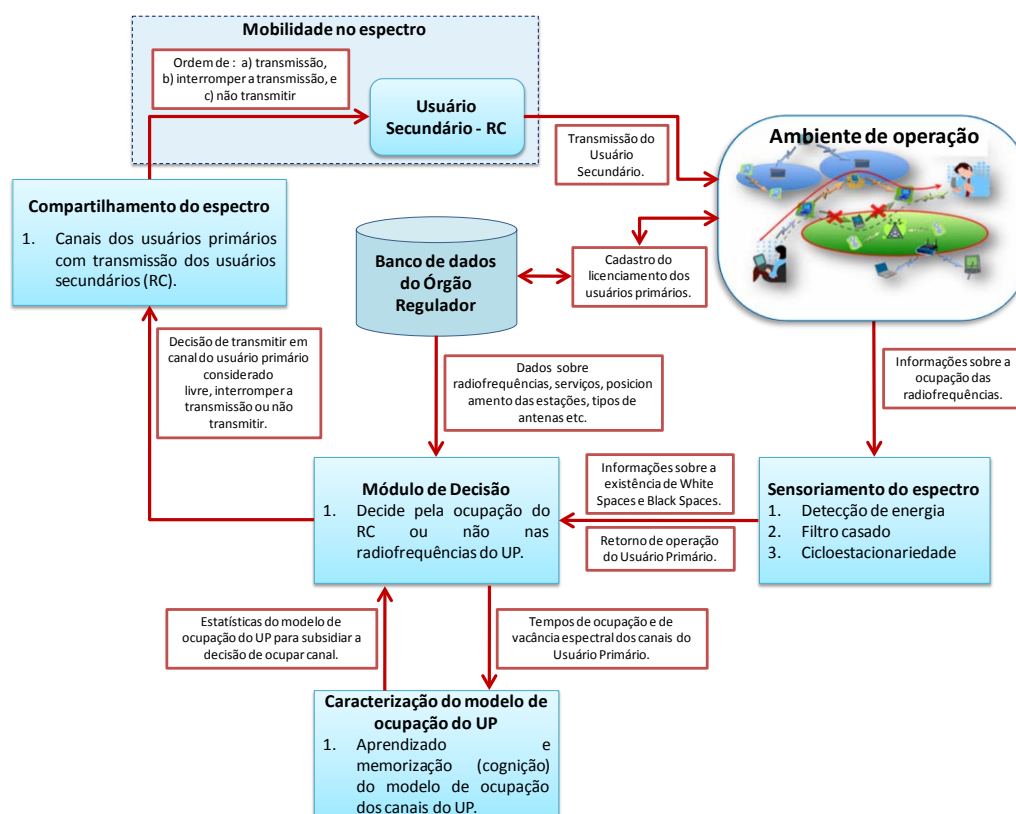 Mobilidade no espectro
Ordem de : a) transmissão,
b) interromper a transmissão, e
c) não transmitir
Usuário
Secundário - RC
Transmissão do
Usuário
Secundário.
Ambiente de operação
Compartilhamento do espectro
1. Canais dos usuários primários
com transmissão dos usuários
secundários (RC).
Banco de dados
do Órgão
Regulador
Cadastro do
licenciamento dos
usuários primários.
Decisão de transmitir em
canal do usuário primário
considerado
livre, interromper a
transmissão ou não
transmitir.
Dados sobre
radiofrequências, serviços, posicion
amento das estações, tipos de
antenas etc.
Informações sobre a
ocupação das
radiofrequências.
Módulo de Decisão
1. Decide pela ocupação do
RC ou não nas
radiofrequências do UP.
Informações sobre a
existência de White
Spaces e Black Spaces.
Retorno de operação
do Usuário Primário.
Sensoriamento do espectro
1. Detecção de energia
2. Filtro casado
3. Cicloestacionariedade
Estatísticas do modelo de
ocupação do UP para subsidiar a
decisão de ocupar canal.
Tempos de ocupação e de
vacância espectral dos canais do
Usuário Primário.
Caracterização do modelo de
ocupação do UP
1. Aprendizado e
memorização (cognição)
do modelo de ocupação
dos canais do UP.